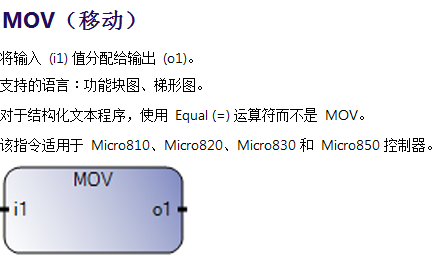 MOV（移动）
将输入 (i1) 值分配给输出 (o1)。
支持的语言：功能块图、梯形图。
对于结构化文本程序，使用 Equal (=) 运算符而不是 MOV。
该指令适用于 Micro810、Micro820、Micro830 和 Micro850 控制器。
MOV
i1 o1